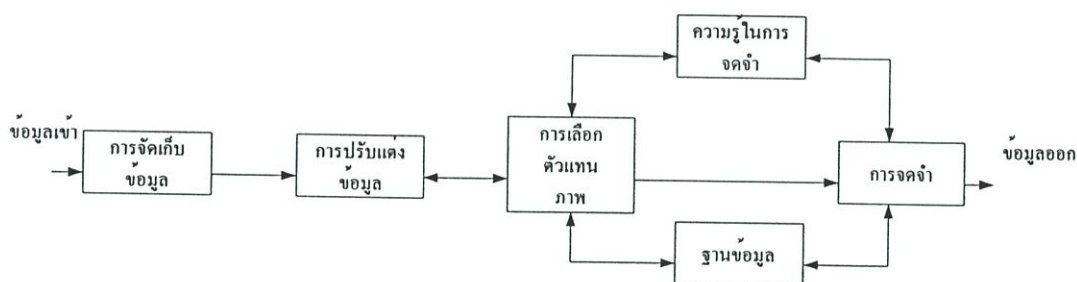 ข้อมูลเข้า
การจัดเก็บ
ข้อมูล
การปรับแต่ง
ข้อมูล
การเลือก
ตัวแทน
ภาพ
ความรู้ในการ
จดจำ
ฐานข้อมูล
การจดจำ
ข้อมูลออก